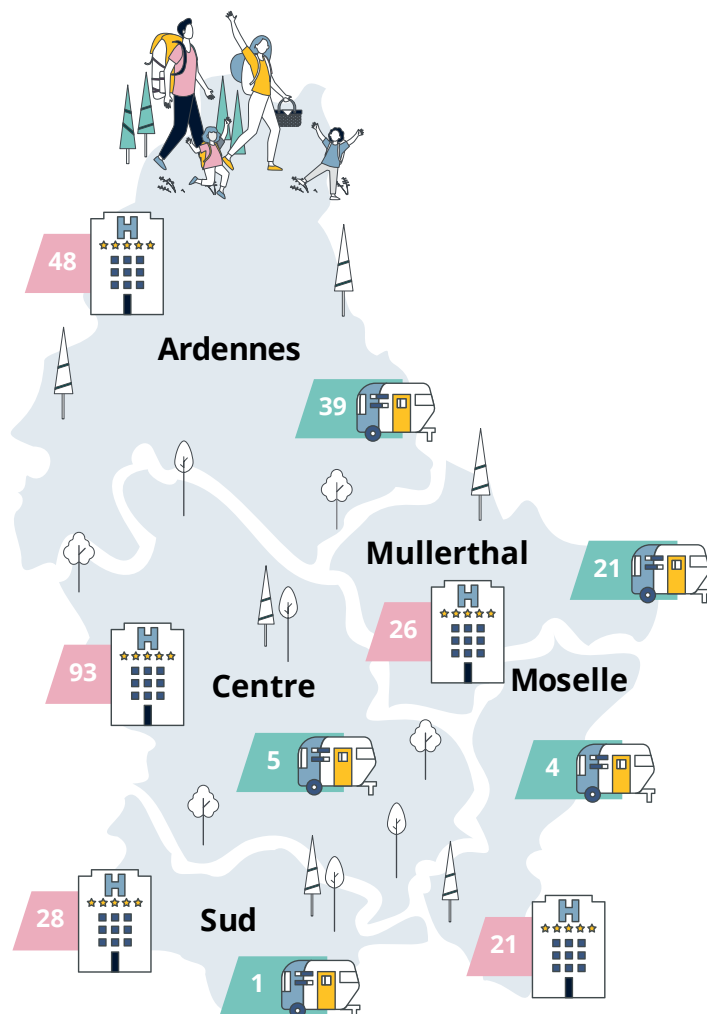 H
48
Ardennes
39
Mullerthal
21
H
26
H
93
Centre
Moselle
5
4
H
28
Sud
H
21
1